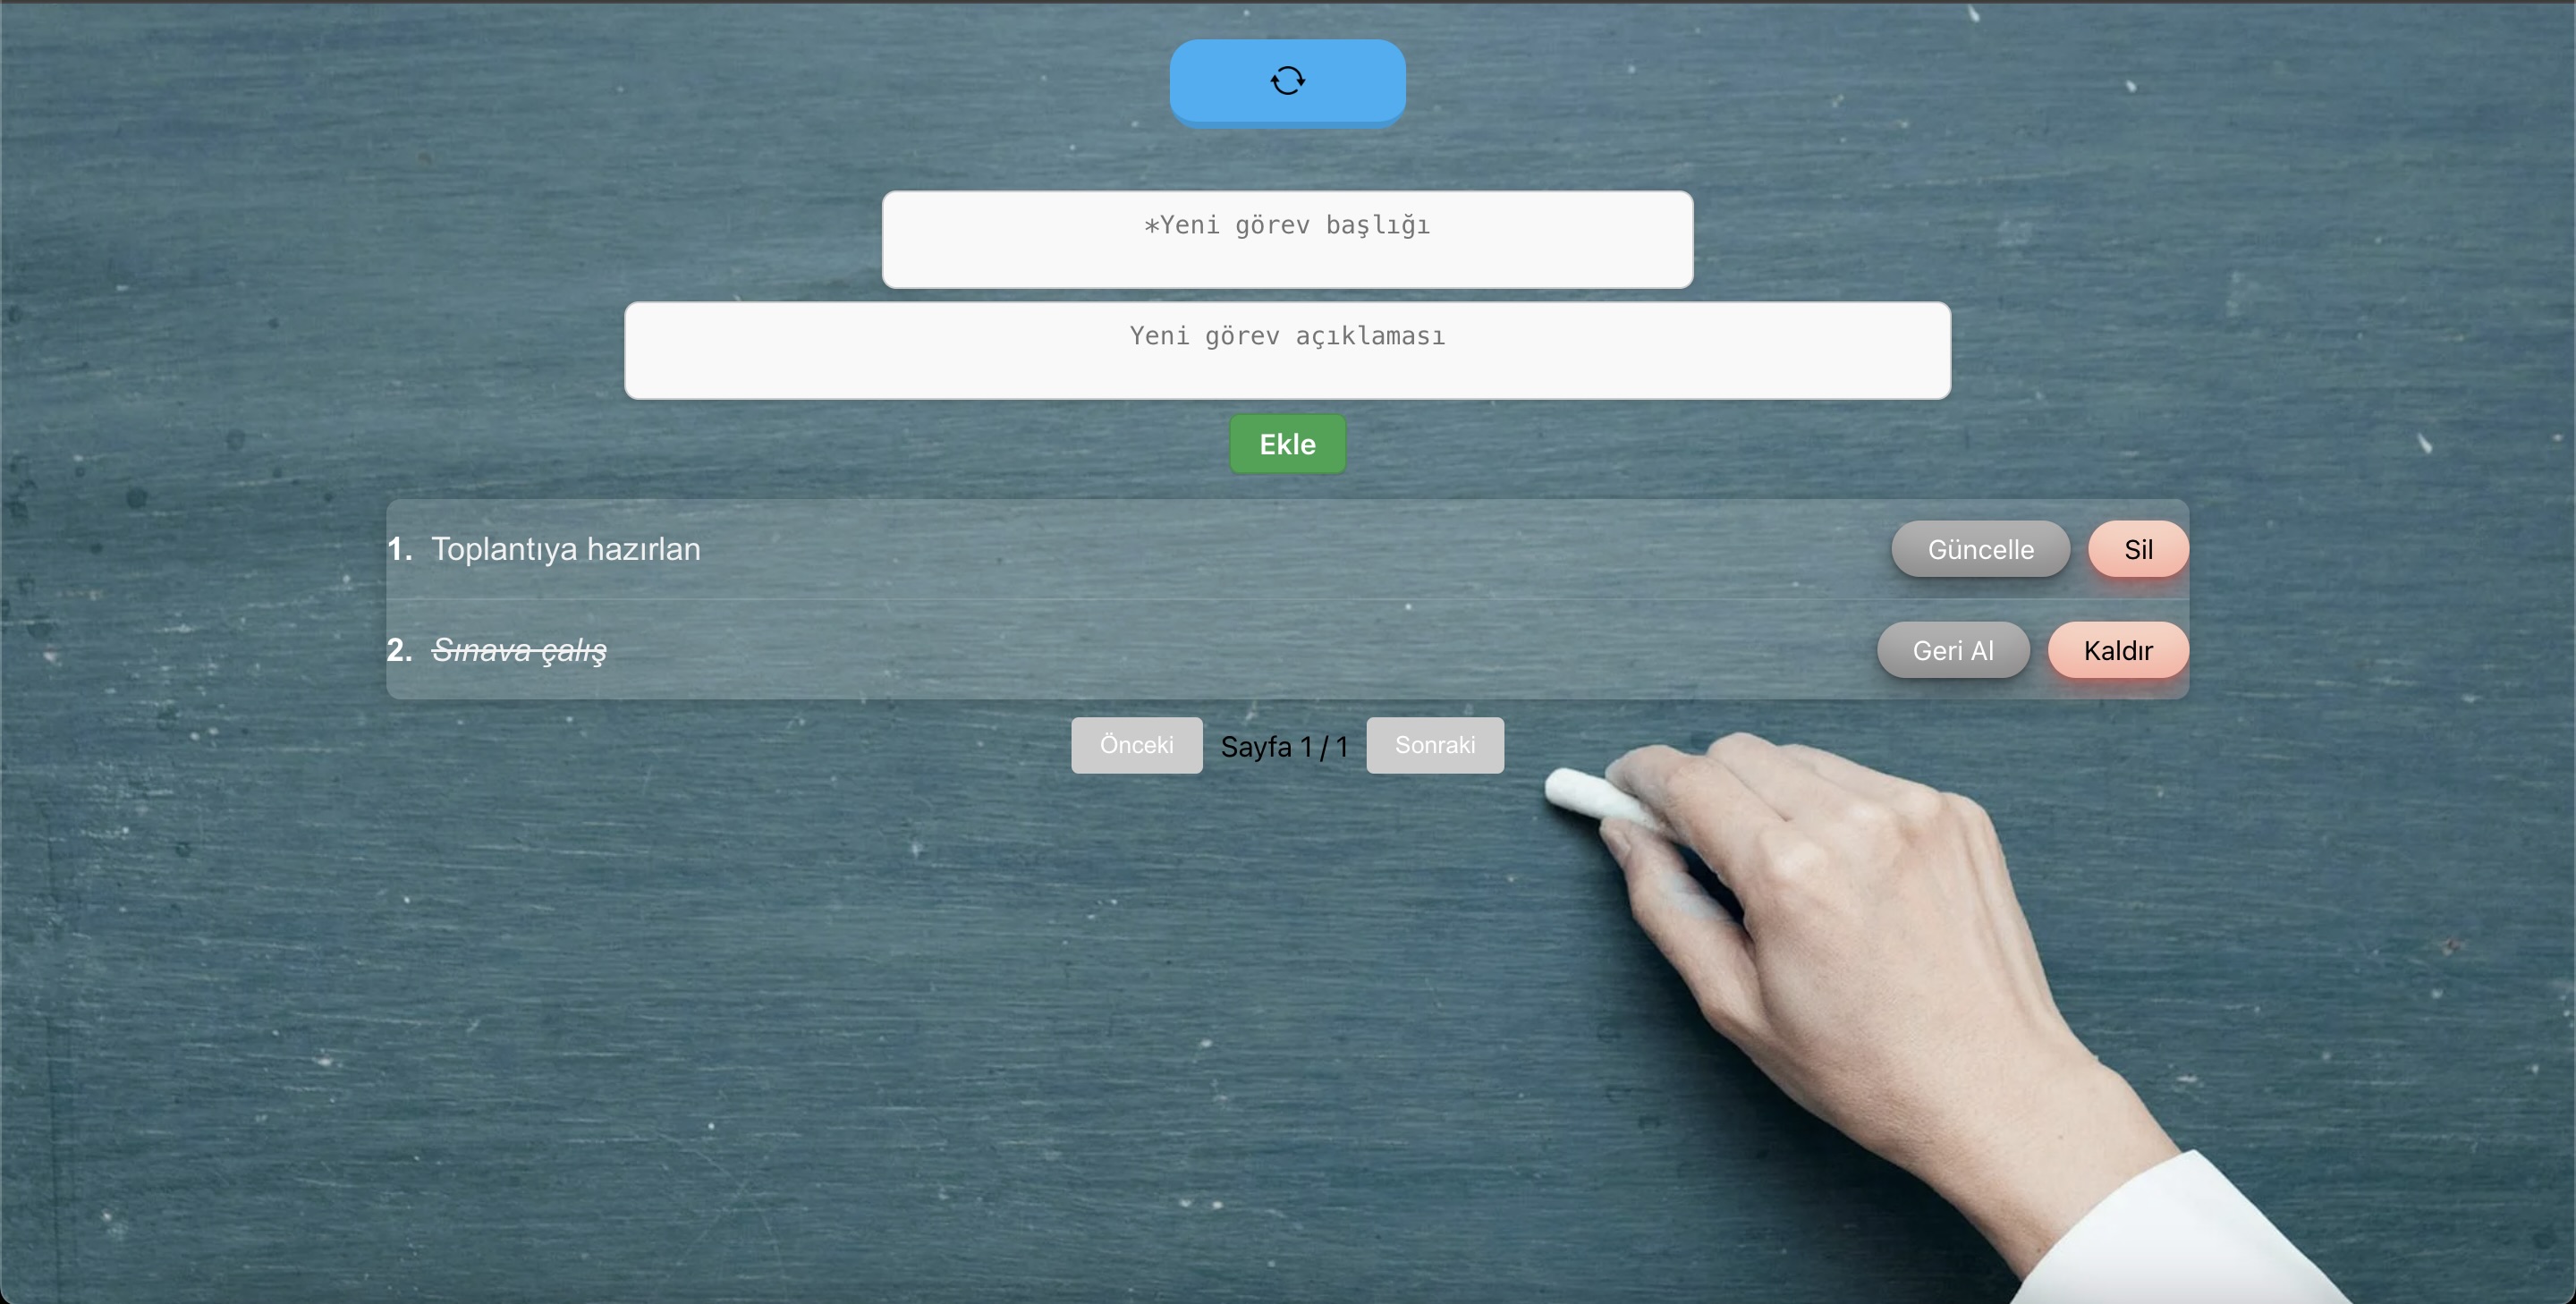 *Yeni görev başlığı
Yeni görev açıklaması
Ekle
1. Toplantıya hazırlan Güncelle Sil
2. Sınava çalış Geri Al Kaldır
Önceki Sayfa 1 / 1 Sonraki